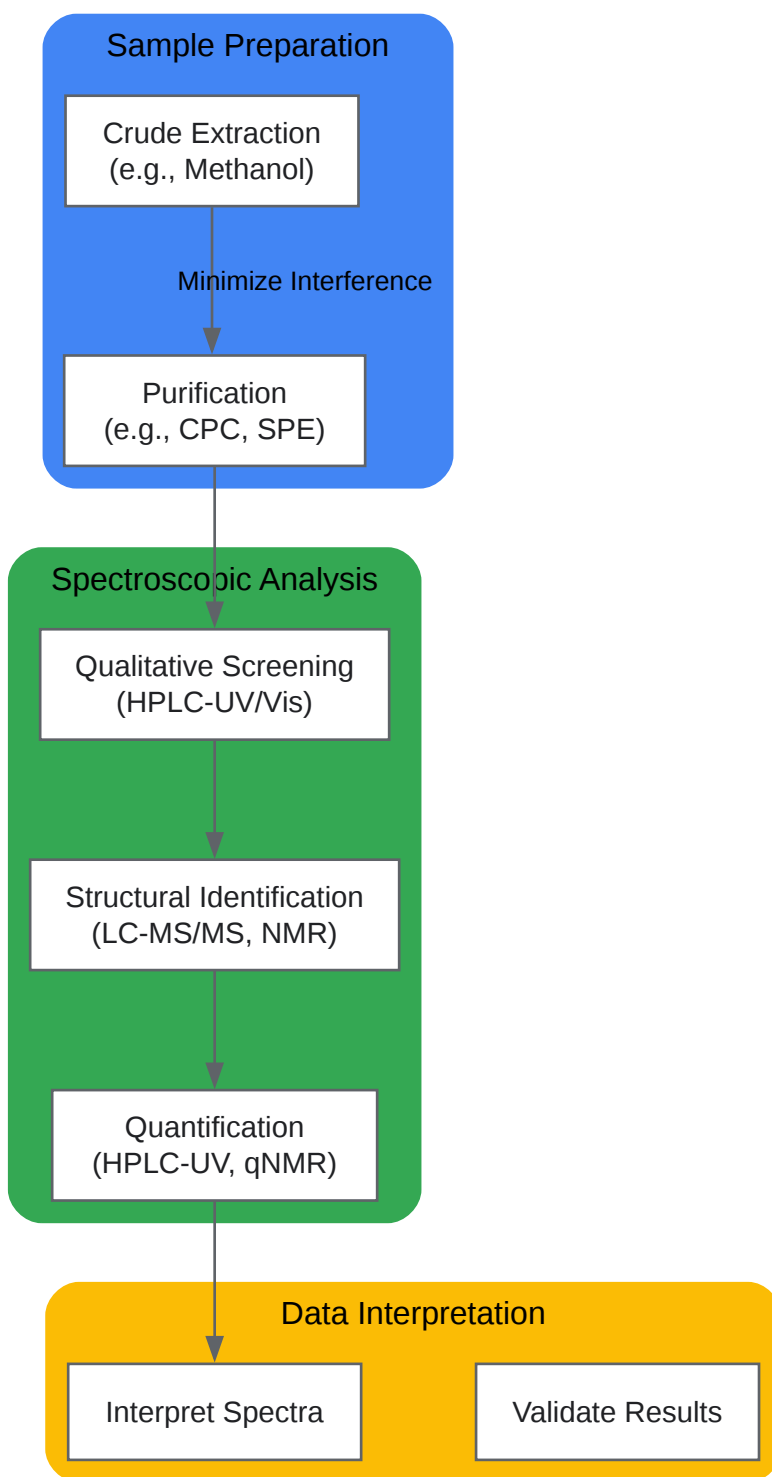 Sample Preparation
Crude Extraction
(e.g., Methanol)
Minimize Interference
Purification
(e.g., CPC, SPE)
Spectroscopic Analysis
Qualitative Screening
(HPLC-UV/Vis)
Structural Identification
(LC-MS/MS, NMR)
Quantification
(HPLC-UV, qNMR)
Data Interpretation
Interpret Spectra
Validate Results